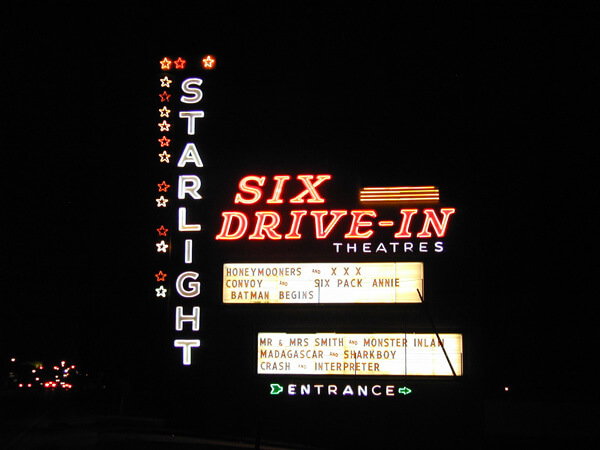 STARLIGHT
SIX
DRIVE-IN
THEATRES
HONEYMOONERS AND X X X
CONVOY AND SIX PACK ANNIE
BATMAN BEGINS
MR & MRS SMITH AND MONSTER INLAW
MADAGASCAR AND SHARKBOY
CRASH AND INTERPRETER
ENTRANCE